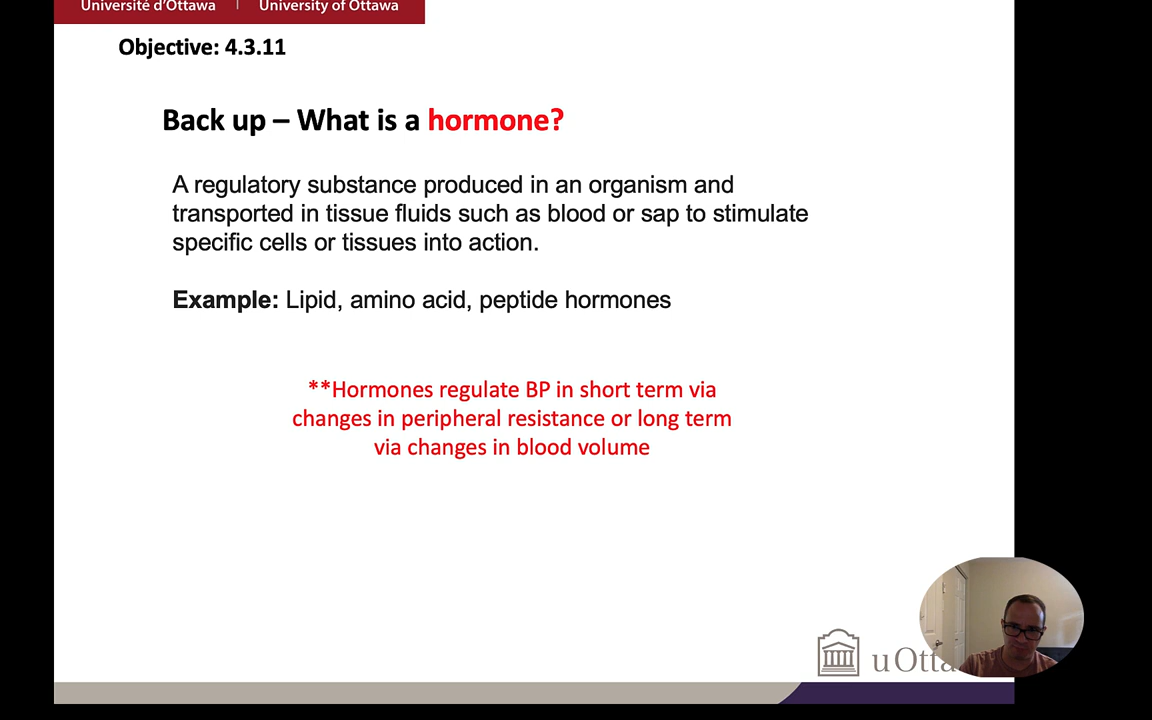 Université d'Ottawa | University of Ottawa
Objective: 4.3.11
Back up – What is a hormone?
A regulatory substance produced in an organism and
transported in tissue fluids such as blood or sap to stimulate
specific cells or tissues into action.
Example: Lipid, amino acid, peptide hormones
**Hormones regulate BP in short term via
changes in peripheral resistance or long term
via changes in blood volume
uOtta